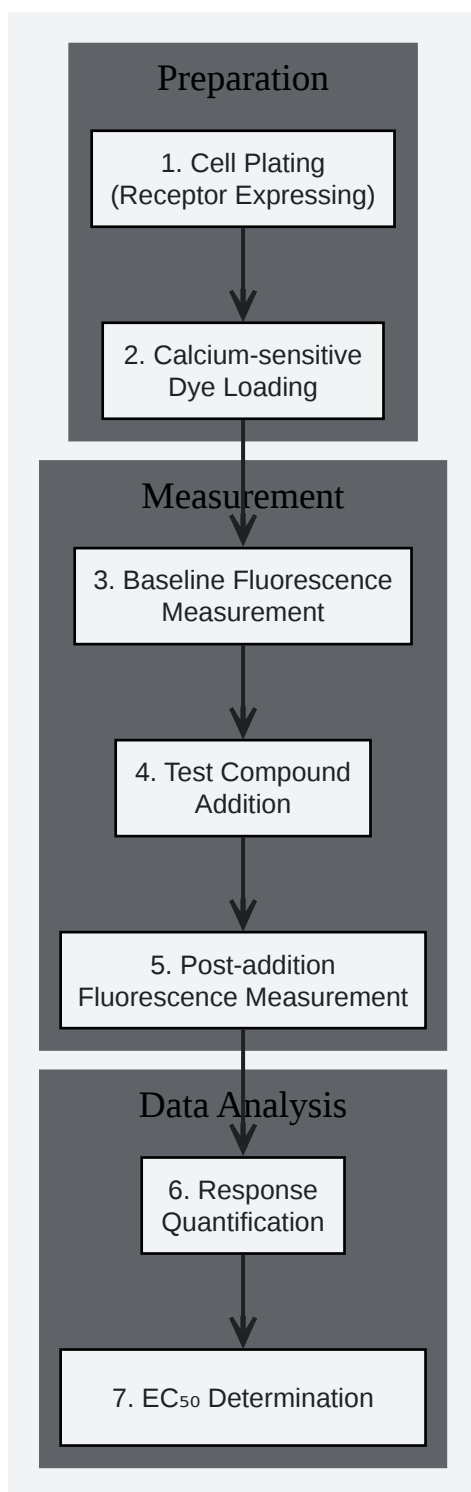 Preparation
1. Cell Plating
(Receptor Expressing)
2. Calcium-sensitive
Dye Loading
Measurement
3. Baseline Fluorescence
Measurement
4. Test Compound
Addition
5. Post-addition
Fluorescence Measurement
Data Analysis
6. Response
Quantification
7. EC₅₀ Determination